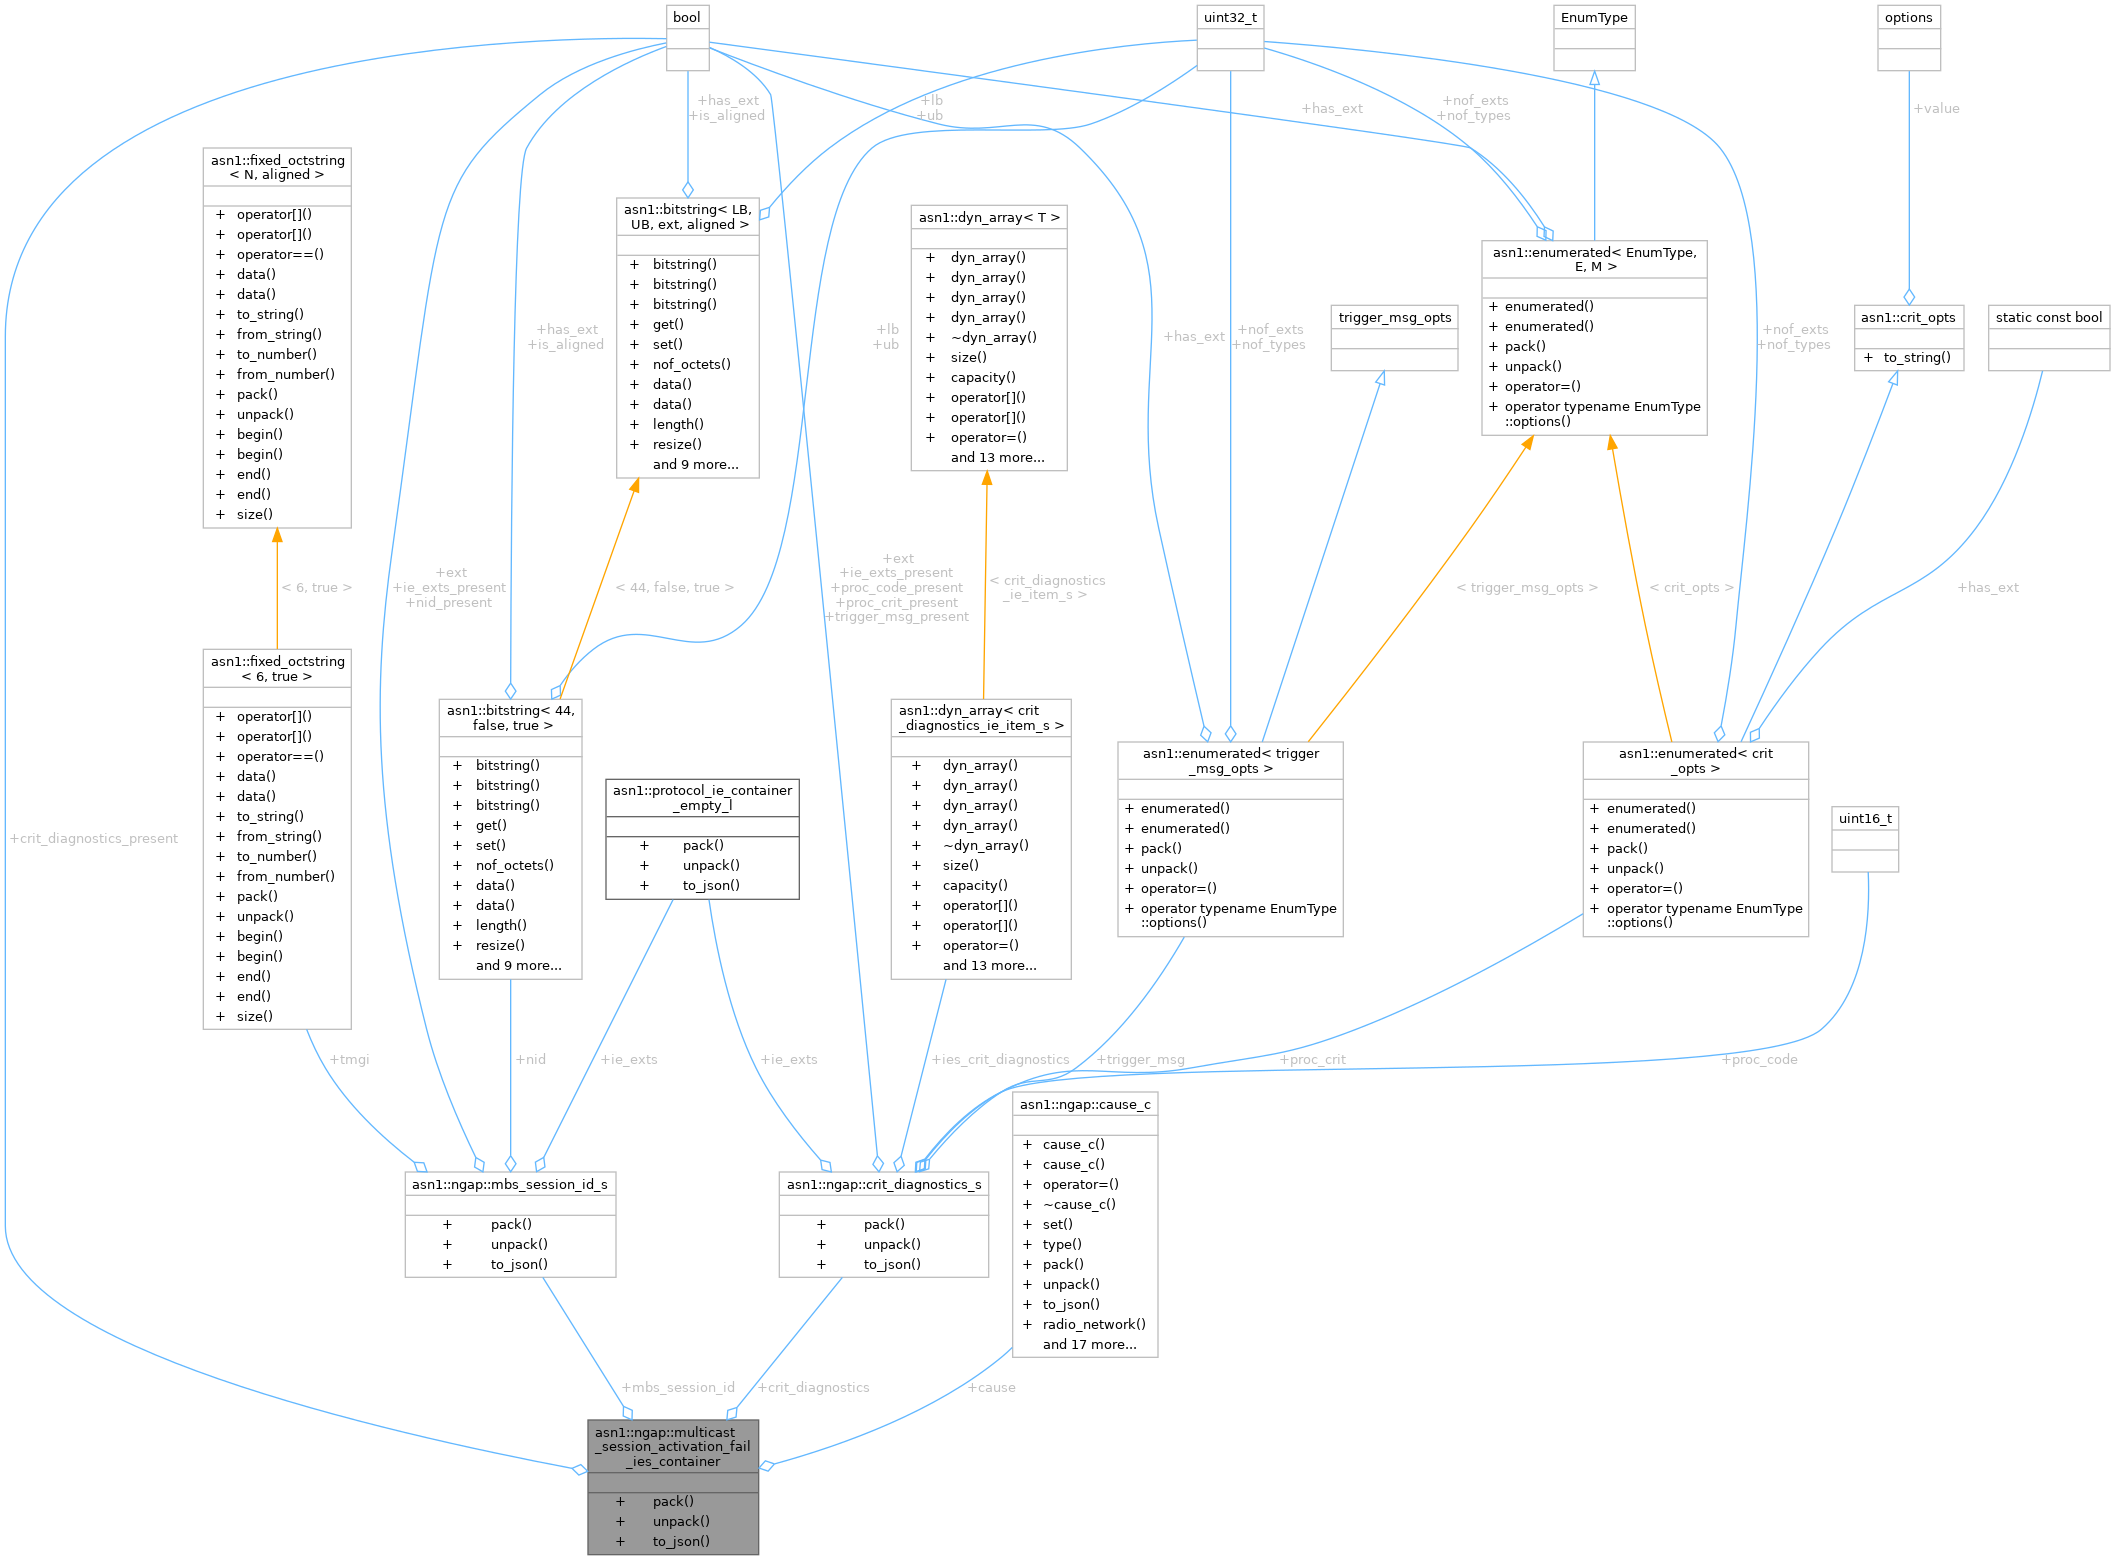 bool
uint32_t
EnumType
options
+has_ext
+is_aligned
+lb
+ub
+has_ext
+nof_exts
+nof_types
+value
asn1::fixed_octstring
< N, aligned >
+ operator[]()
+ operator[]()
+ operator==()
+ data()
+ data()
+ to_string()
+ from_string()
+ to_number()
+ from_number()
+ pack()
+ unpack()
+ begin()
+ begin()
+ end()
+ end()
+ size()
asn1::bitstring< LB,
UB, ext, aligned >
+ bitstring()
+ bitstring()
+ bitstring()
+ get()
+ set()
+ nof_octets()
+ data()
+ data()
+ length()
+ resize()
and 9 more...
asn1::dyn_array< T >
+ dyn_array()
+ dyn_array()
+ dyn_array()
+ dyn_array()
+ ~dyn_array()
+ size()
+ capacity()
+ operator[]()
+ operator[]()
+ operator=()
and 13 more...
asn1::enumerated< EnumType,
E, M >
+ enumerated()
+ enumerated()
+ pack()
+ unpack()
+ operator=()
+ operator typename EnumType
::options()
trigger_msg_opts
asn1::crit_opts
+ to_string()
static const bool
+has_ext
+is_aligned
+lb
+ub
+has_ext
+nof_exts
+nof_types
+nof_exts
+nof_types
< 6, true >
+ext
+ie_exts_present
+nid_present
< 44, false, true >
+ext
+ie_exts_present
+proc_code_present
+proc_crit_present
+trigger_msg_present
< crit_diagnostics
_ie_item_s >
< trigger_msg_opts >
< crit_opts >
+has_ext
asn1::fixed_octstring
< 6, true >
+ operator[]()
+ operator[]()
+ operator==()
+ data()
+ data()
+ to_string()
+ from_string()
+ to_number()
+ from_number()
+ pack()
+ unpack()
+ begin()
+ begin()
+ end()
+ end()
+ size()
asn1::bitstring< 44,
false, true >
+ bitstring()
+ bitstring()
+ bitstring()
+ get()
+ set()
+ nof_octets()
+ data()
+ data()
+ length()
+ resize()
and 9 more...
asn1::protocol_ie_container
_empty_l
+ pack()
+ unpack()
+ to_json()
asn1::dyn_array< crit
_diagnostics_ie_item_s >
+ dyn_array()
+ dyn_array()
+ dyn_array()
+ dyn_array()
+ ~dyn_array()
+ size()
+ capacity()
+ operator[]()
+ operator[]()
+ operator=()
and 13 more...
asn1::enumerated< trigger
_msg_opts >
+ enumerated()
+ enumerated()
+ pack()
+ unpack()
+ operator=()
+ operator typename EnumType
::options()
asn1::enumerated< crit
_opts >
+ enumerated()
+ enumerated()
+ pack()
+ unpack()
+ operator=()
+ operator typename EnumType
::options()
uint16_t
+crit_diagnostics_present
+tmgi
+nid
+ie_exts
+ie_exts
+ies_crit_diagnostics
+trigger_msg
+proc_crit
+proc_code
asn1::ngap::mbs_session_id_s
+ pack()
+ unpack()
+ to_json()
asn1::ngap::crit_diagnostics_s
+ pack()
+ unpack()
+ to_json()
asn1::ngap::cause_c
+ cause_c()
+ cause_c()
+ operator=()
+ ~cause_c()
+ set()
+ type()
+ pack()
+ unpack()
+ to_json()
+ radio_network()
and 17 more...
+mbs_session_id
+crit_diagnostics
+cause
asn1::ngap::multicast
_session_activation_fail
_ies_container
+ pack()
+ unpack()
+ to_json()